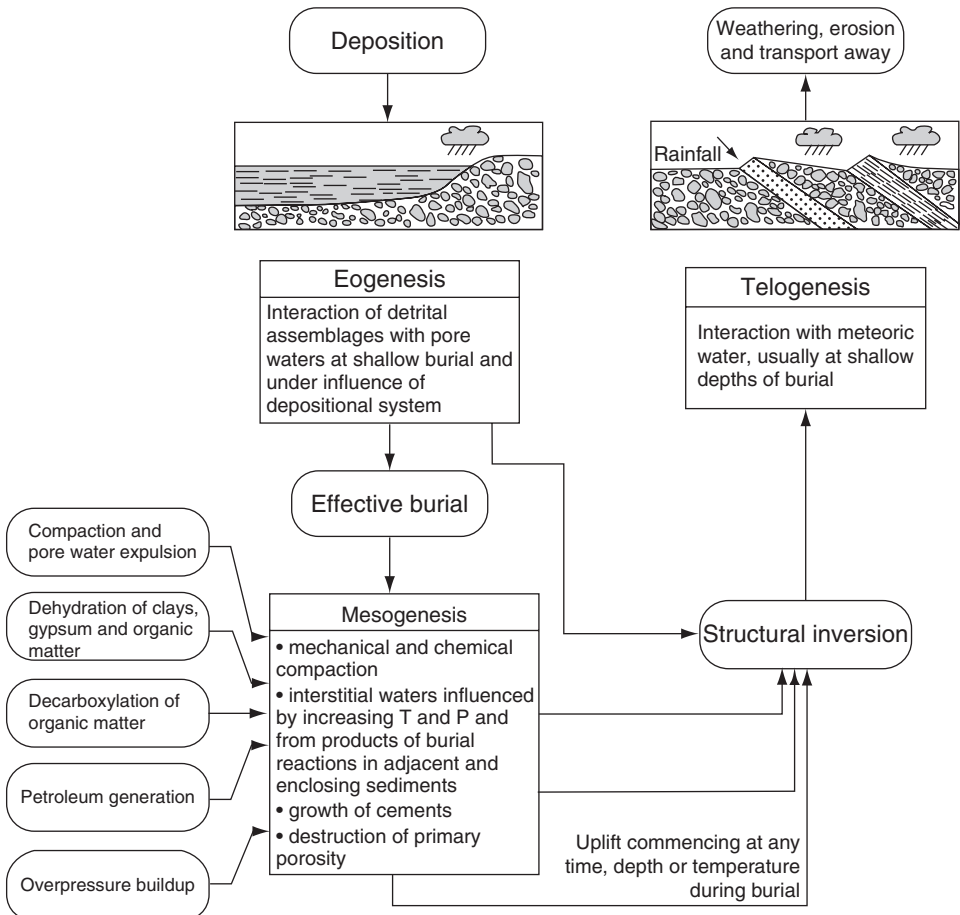 Deposition
Weathering, erosion
and transport away
Rainfall
Eogenesis
Interaction of detrital
assemblages with pore
waters at shallow burial and
under influence of
depositional system
Telogenesis
Interaction with meteoric
water, usually at shallow
depths of burial
Effective burial
Compaction and
pore water expulsion
Dehydration of clays,
gypsum and organic
matter
Decarboxylation of
organic matter
Petroleum generation
Overpressure buildup
Mesogenesis
• mechanical and chemical
compaction
• interstitial waters influenced
by increasing T and P and
from products of burial
reactions in adjacent and
enclosing sediments
• growth of cements
• destruction of primary
porosity
Structural inversion
Uplift commencing at any
time, depth or temperature
during burial